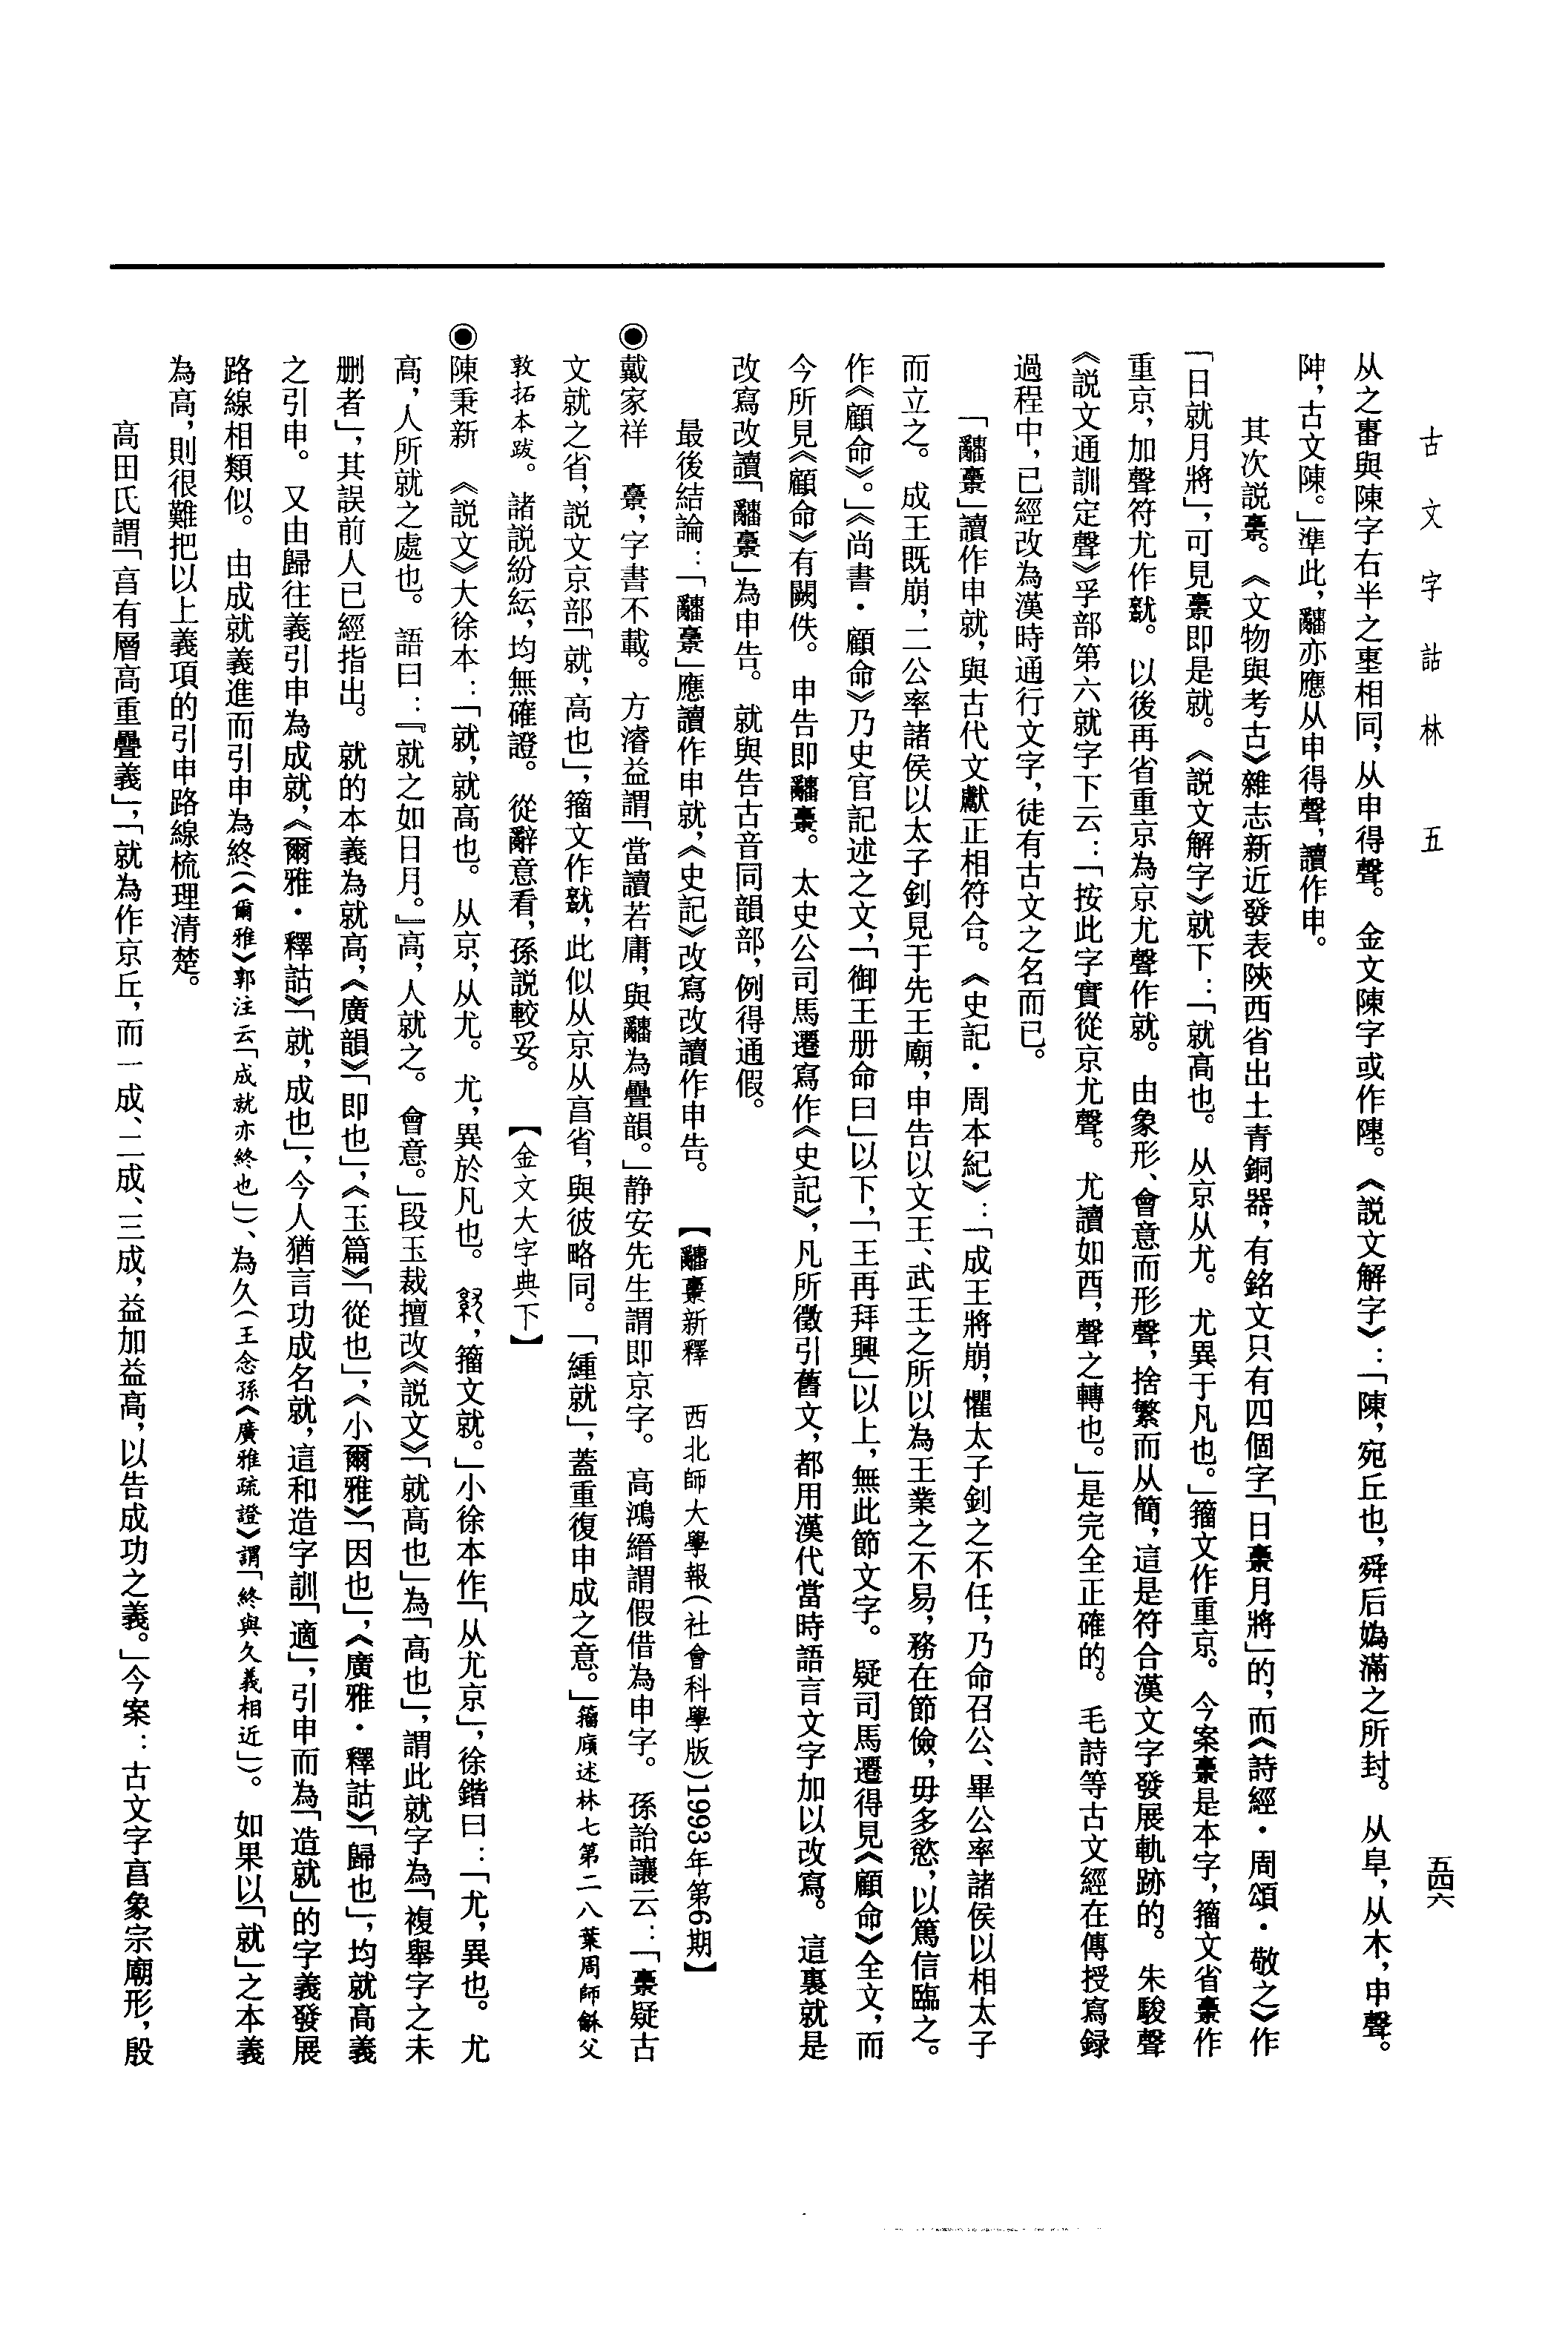 古文字詁林 五
五四六
从之𤲀與陳字右半之東相同，从申得聲。金文陳字或作陻。《説文解字》：「陳，宛丘也，舜后媯滿之所封。从𨸏，从木，申聲。
𨸬，古文陳。」準此，𤕌亦應从申得聲，讀作申。
其次説𠅷。《文物與考古》雜志新近發表陝西省出土青銅器，有銘文只有四個字「日𠅷月將」的，而《詩經·周頌·敬之》作
「日就月將」，可見𠅷即是就。《説文解字》就下：「就高也。从京从尤。尤異于凡也。」籀文作重京。今案𠅷是本字，籀文省𠅷作
重京，加聲符尤作𡰜。以後再省重京為京尤聲作就。由象形、會意而形聲，捨繁而从簡，這是符合漢文字發展軌跡的。朱駿聲
《説文通訓定聲》孚部第六就字下云：「按此字實從京尤聲。尤讀如酉，聲之轉也。」是完全正確的。毛詩等古文經在傳授寫録
過程中，已經改為漢時通行文字，徒有古文之名而已。
「𤕌𠅷」讀作申就，與古代文獻正相符合。《史記·周本紀》：「成王將崩，懼太子釗之不任，乃命召公、畢公率諸侯以相太子
而立之。成王既崩，二公率諸侯以太子釗見于先王廟，申告以文王、武王之所以為王業之不易，務在節儉，毋多慾，以篤信臨之。
作《顧命》。」《尚書·顧命》乃史官記述之文，「御王册命曰」以下，「王再拜興」以上，無此節文字。疑司馬遷得見《顧命》全文，而
今所見《顧命》有闕佚。申告即𤕌𠅷。太史公司馬遷寫作《史記》，凡所徵引舊文，都用漢代當時語言文字加以改寫。這裏就是
改寫改讀「𤕌𠅷」為申告。就與告古音同韻部，例得通假。
最後結論：「𤕌𠅷」應讀作申就，《史記》改寫改讀作申告。【𤕌𠅷新釋 西北師大學報（社會科學版）1993年第6期】
◉戴家祥 𠅷，字書不載。方濬益謂「當讀若庸，與𤕌為疊韻。」静安先生謂即京字。高鴻縉謂假借為申字。孫詒讓云：「𠅷疑古
文就之省，説文京部「就，高也」，籀文作𡰜，此似从京从㐭省，與彼略同。「緟就」，蓋重復申成之意。」籀廎述林七第二八葉周師龢父
敦拓本跋。諸説紛紜，均無確證。從辭意看，孫説較妥。【金文大字典下】
◉陳秉新 《説文》大徐本：「就，就高也。从京，从尤。尤，異於凡也。𡰜，籀文就。」小徐本作「从尤京」，徐鍇曰：「尤，異也。尤
高，人所就之處也。語曰：『就之如日月。』高，人就之。會意。」段玉裁擅改《説文》「就高也」為「高也」，謂此就字為「複舉字之未
删者」，其誤前人已經指出。就的本義為就高，《廣韻》「即也」，《玉篇》「從也」，《小爾雅》「因也」，《廣雅·釋詁》「歸也」，均就高義
之引申。又由歸往義引申為成就，《爾雅·釋詁》「就，成也」，今人猶言功成名就，這和造字訓「適」，引申而為「造就」的字義發展
路線相類似。由成就義進而引申為終（《爾雅》郭注云「成就亦終也」）、為久（王念孫《廣雅疏證》謂「終與久義相近」）。如果以「就」之本義
為高，則很難把以上義項的引申路線梳理清楚。
高田氏謂「㐭有層高重疊義」，「就為作京丘，而一成、二成、三成，益加益高，以告成功之義。」今案：古文字㐭象宗廟形，殷